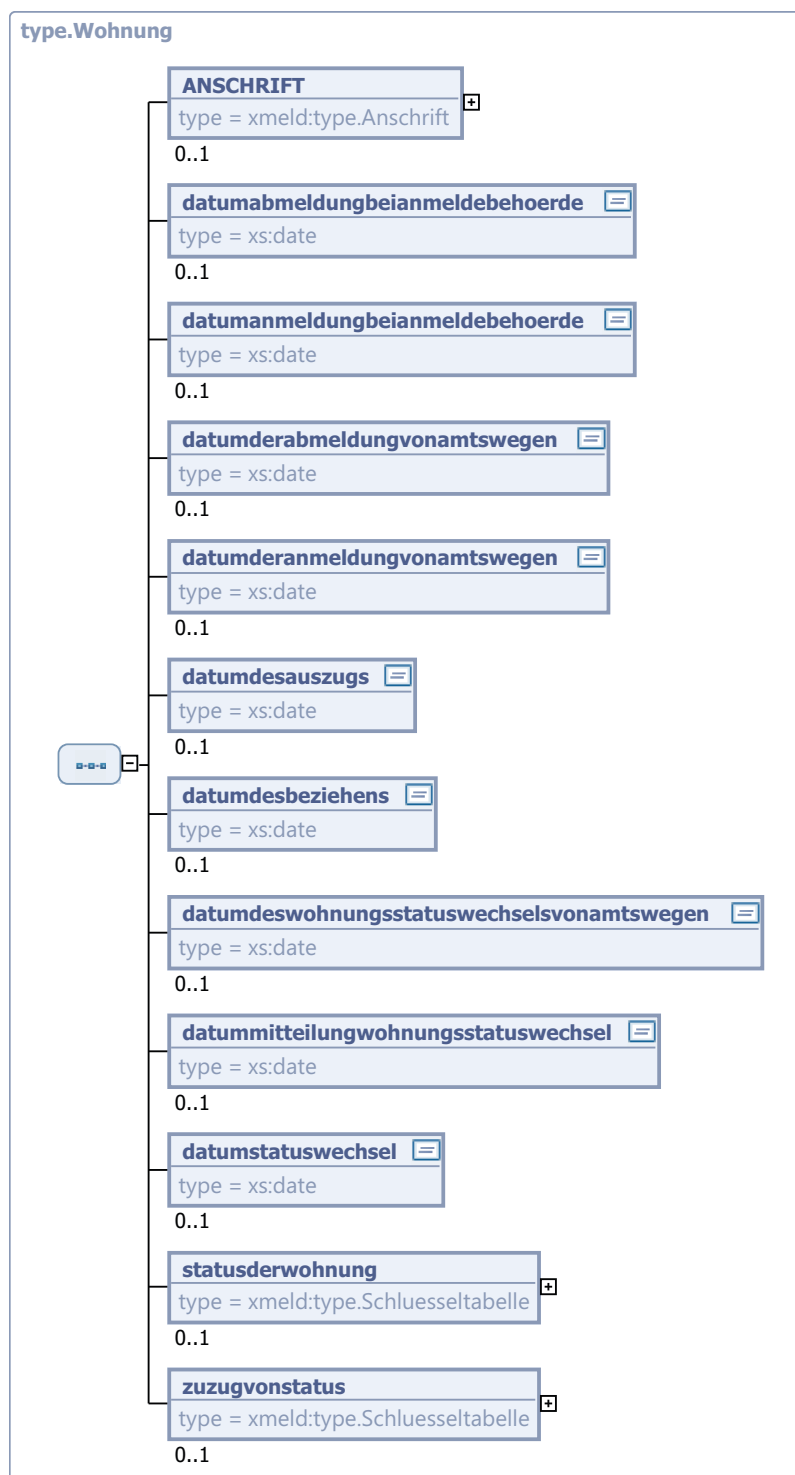 type.Wohnung
ANSCHRIFT
type = xmeld:type.Anschrift
0..1
datumabmeldungbeianmeldebehoerde
type = xs:date
0..1
datumanmeldungbeianmeldebehoerde
type = xs:date
0..1
datumderabmeldungvonamtswegen
type = xs:date
0..1
datumderanmeldungvonamtswegen
type = xs:date
0..1
datumdesauszugs
type = xs:date
0..1
datumdesbeziehens
type = xs:date
0..1
datumdeswohnungsstatuswechselsvonamtswegen
type = xs:date
0..1
datummitteilungwohnungsstatuswechsel
type = xs:date
0..1
datumstatuswechsel
type = xs:date
0..1
statusderwohnung
type = xmeld:type.Schluesseltabelle
0..1
zuzugvonstatus
type = xmeld:type.Schluesseltabelle
0..1